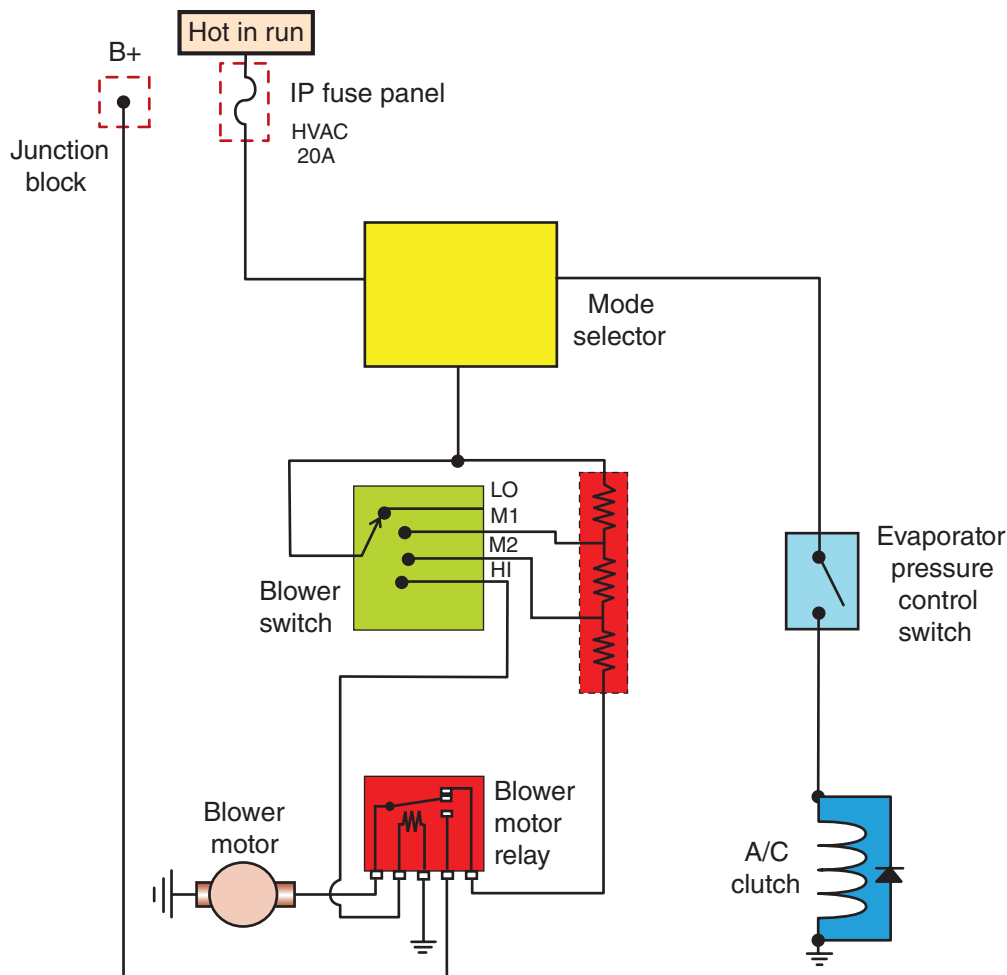 Hot in run
B+
IP fuse panel
HVAC
20A
Junction
block
Mode
selector
LO
M1
M2
HI
Blower
switch
Evaporator
pressure
control
switch
Blower
motor
Blower
motor
relay
A/C
clutch